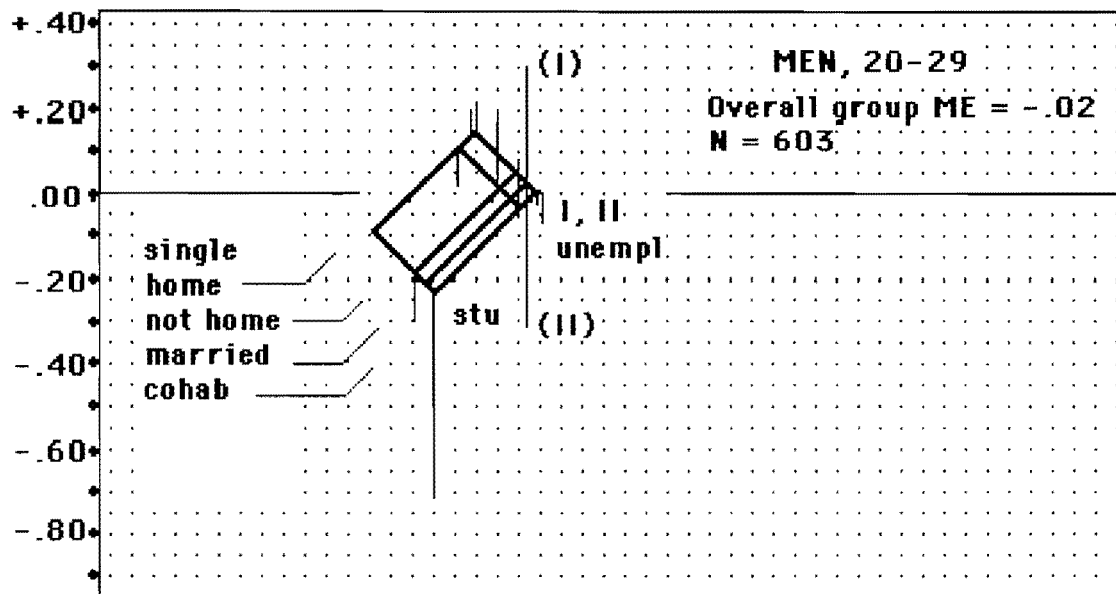 +.40
+.20
.00
-.20
-.40
-.60
-.80
MEN, 20-29
Overall group ME = -.02
N = 603
(I)
I, II
unempl
single
home
not home
married
cohab
stu
(II)